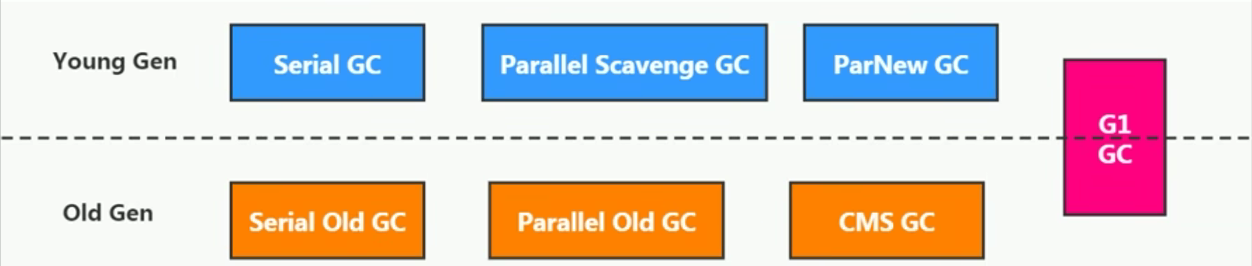 Young Gen
Serial GC
Parallel Scavenge GC
ParNew GC
G1
GC
Old Gen
Serial Old GC
Parallel Old GC
CMS GC